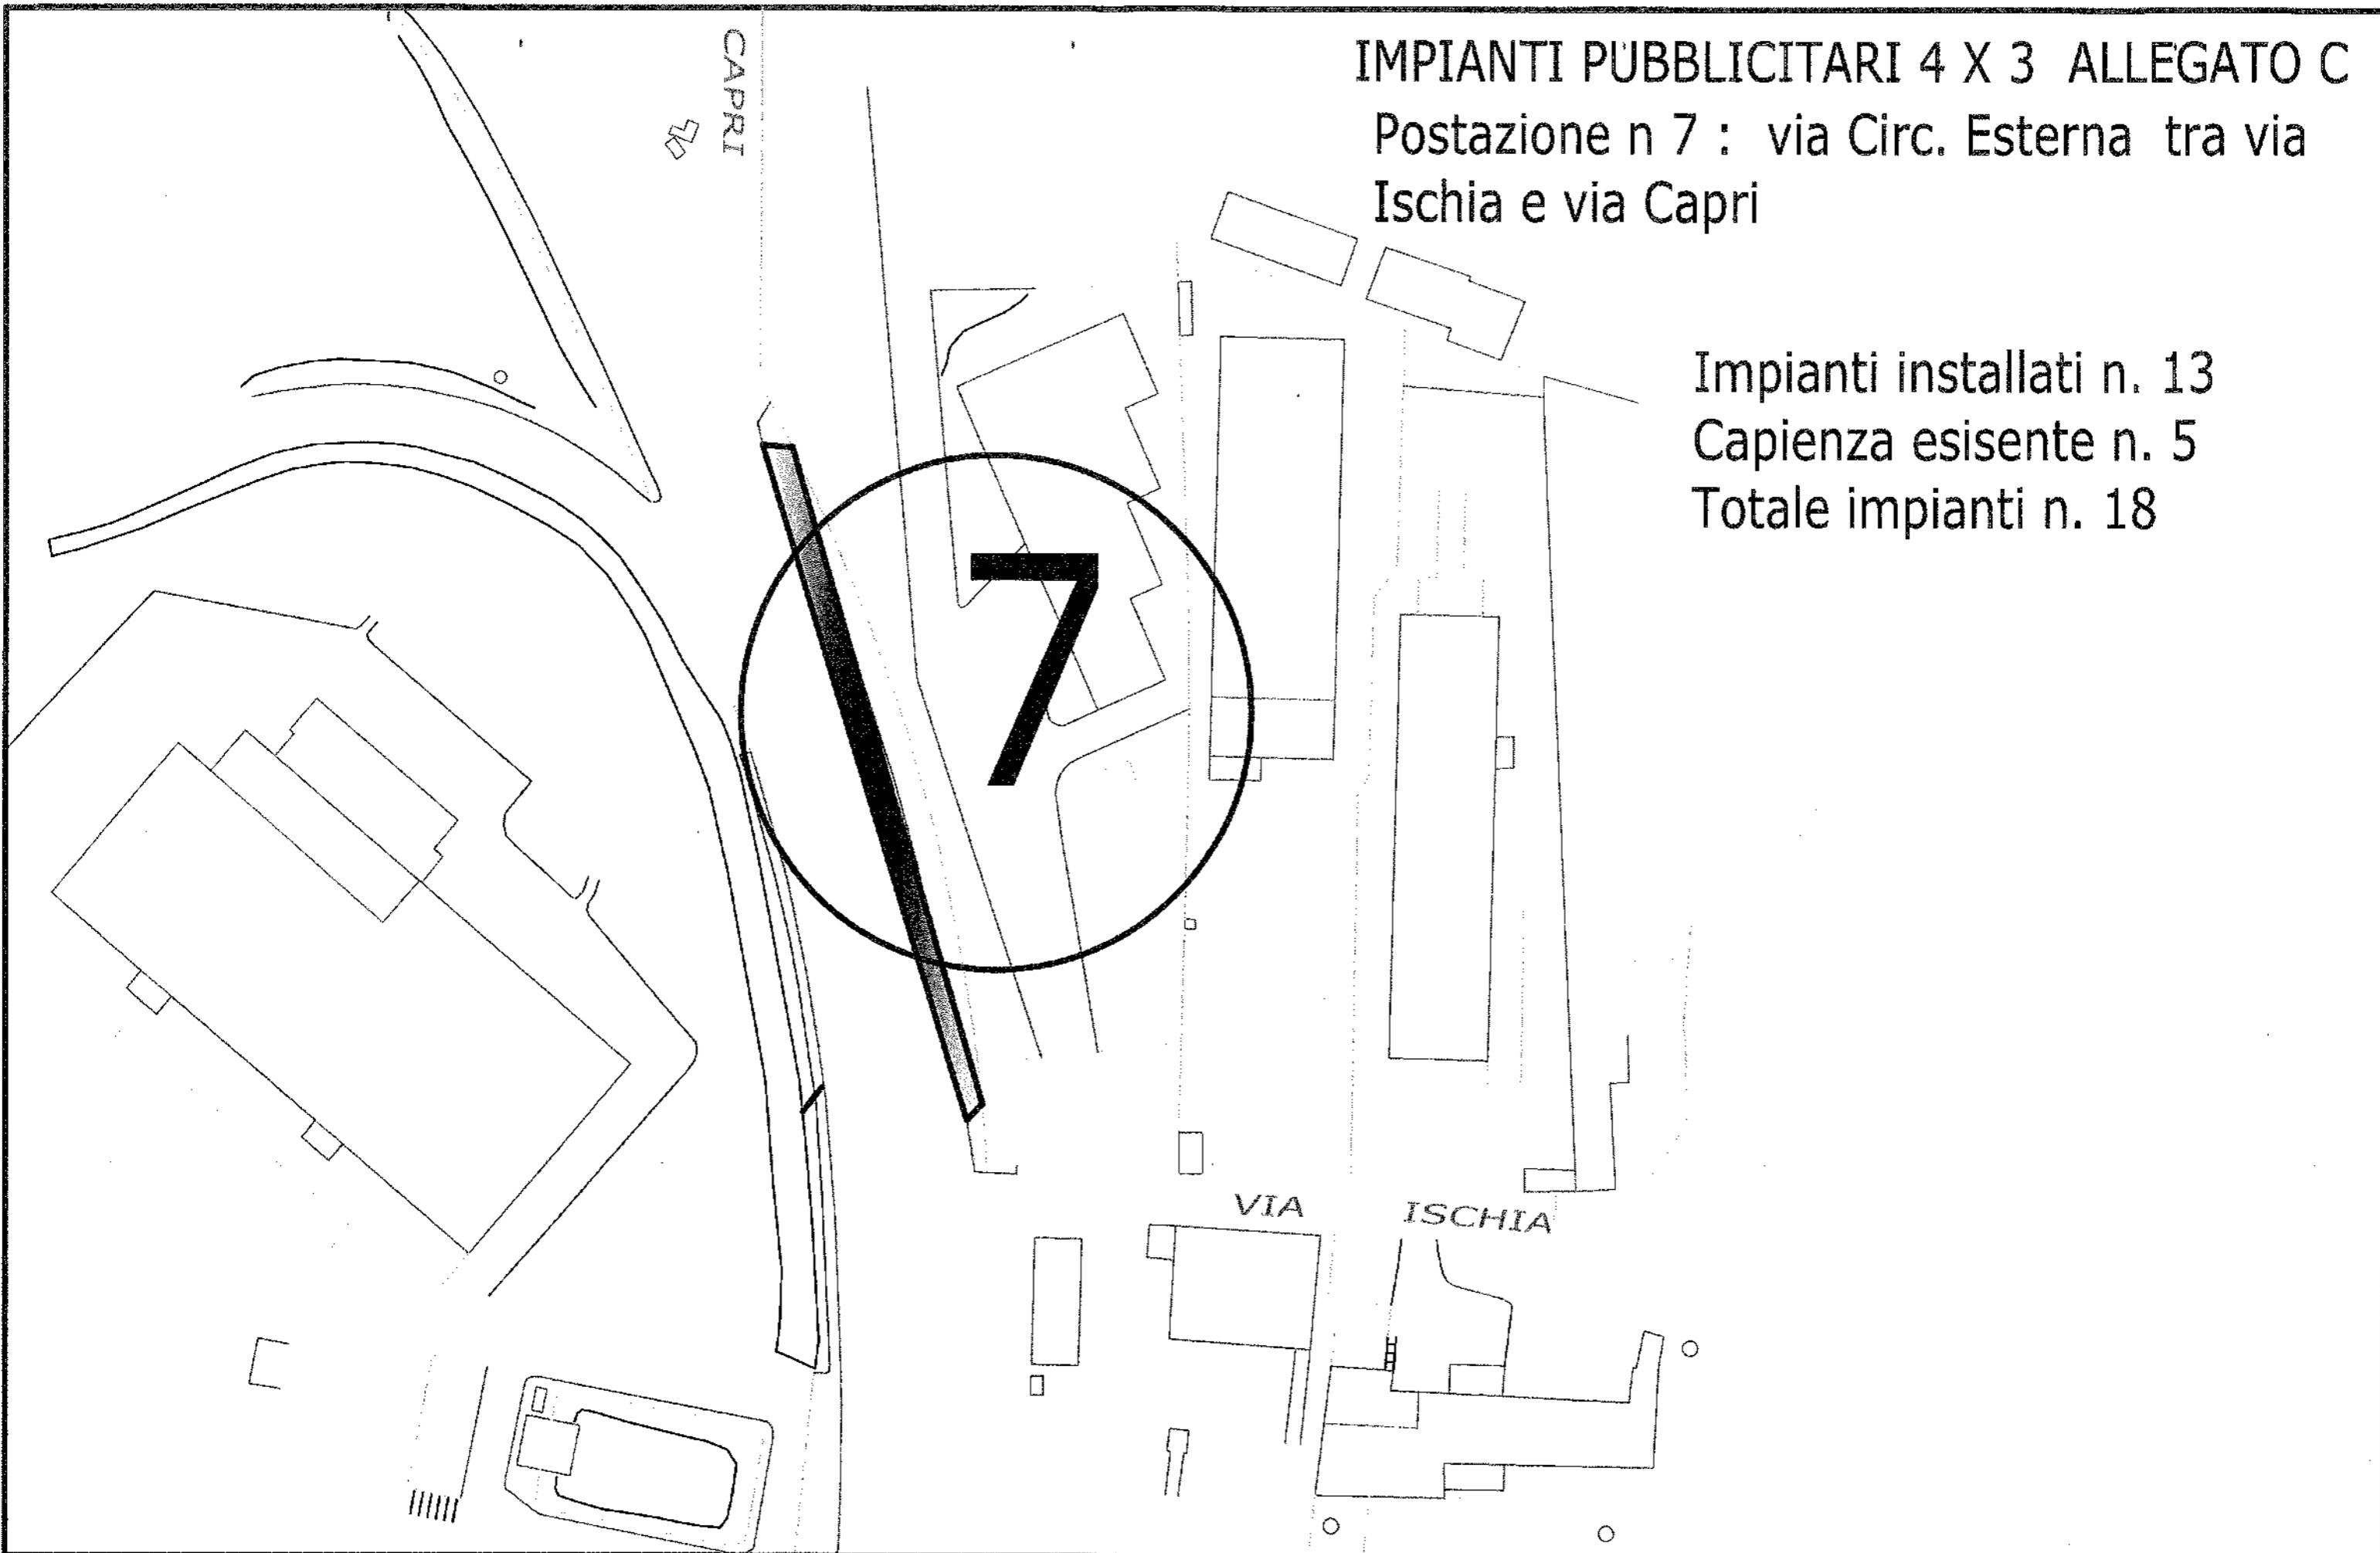 IMPIANTI PUBBLICITARI 4 X 3 ALLEGATO C
Postazione n 7 : via Circ. Esterna tra via
Ischia e via Capri
Impianti installati n. 13
Capienza esisente n. 5
Totale impianti n. 18
CAPRI
7
VIA ISCHIA